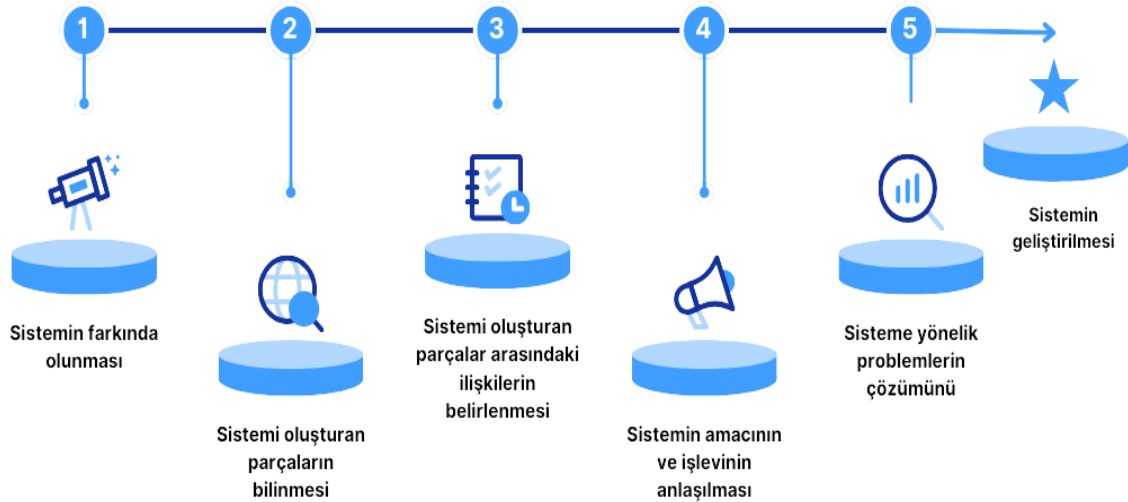 1
2
3
4
5
Sistemin farkında
olunması
Sistemi oluşturan
parçaların
bilinmesi
Sistemi oluşturan
parçalar arasındaki
ilişkilerin
belirlenmesi
Sistemin amacının
ve işlevinin
anlaşılması
Sisteme yönelik
problemlerin
çözümünü
Sistemin
geliştirilmesi